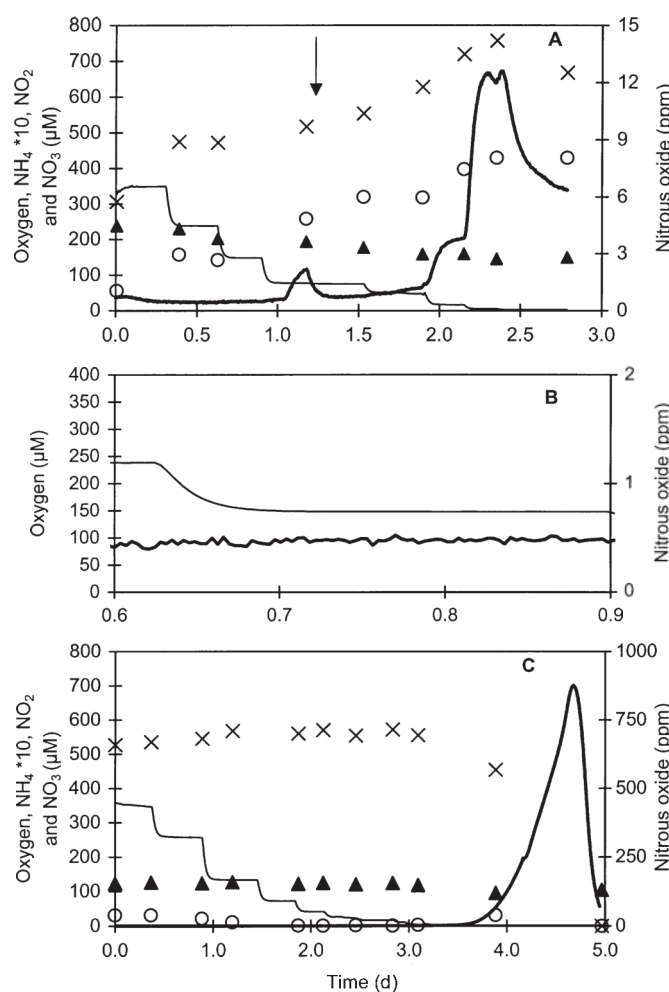 A
Oxygen, NH4 *10, NO2
and NO3 (µM)
800
700
600
500
400
300
200
100
0
15
12
9
6
3
0
Nitrous oxide (ppm)
0.0 0.5 1.0 1.5 2.0 2.5 3.0
B
Oxygen (µM)
400
350
300
250
200
150
100
50
0
2
1
0
Nitrous oxide (ppm)
0.6 0.7 0.8 0.9
C
Oxygen, NH4 *10, NO2
and NO3 (µM)
800
700
600
500
400
300
200
100
0
1000
750
500
250
0
Nitrous oxide (ppm)
0.0 1.0 2.0 3.0 4.0 5.0
Time (d)